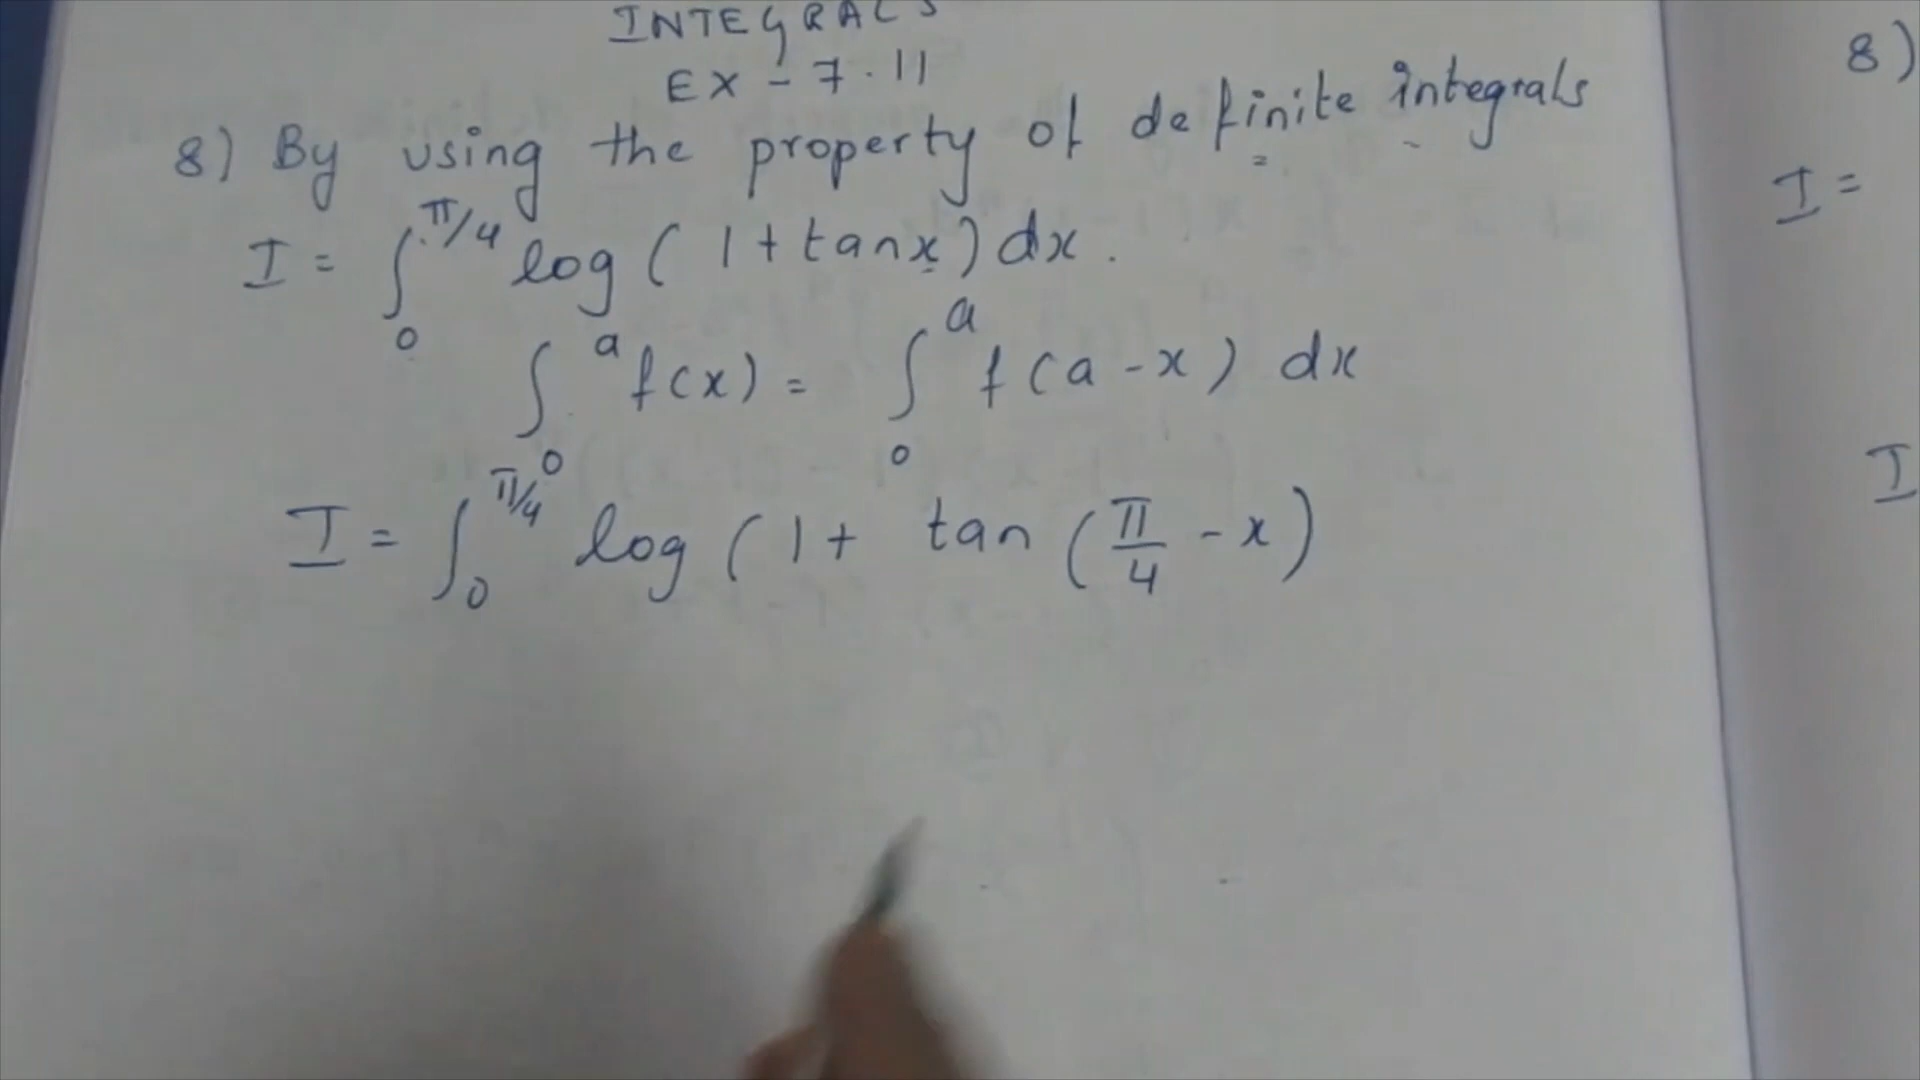 INTEGRALS
EX - 7.11
8) By using the property of definite integrals
I = ∫₀^π/4 log ( 1 + tanx ) dx .
∫₀^a f(x) = ∫₀^a f(a - x) dx
I = ∫₀^π/4 log ( 1 + tan ( π/4 - x )
8)
I =
I